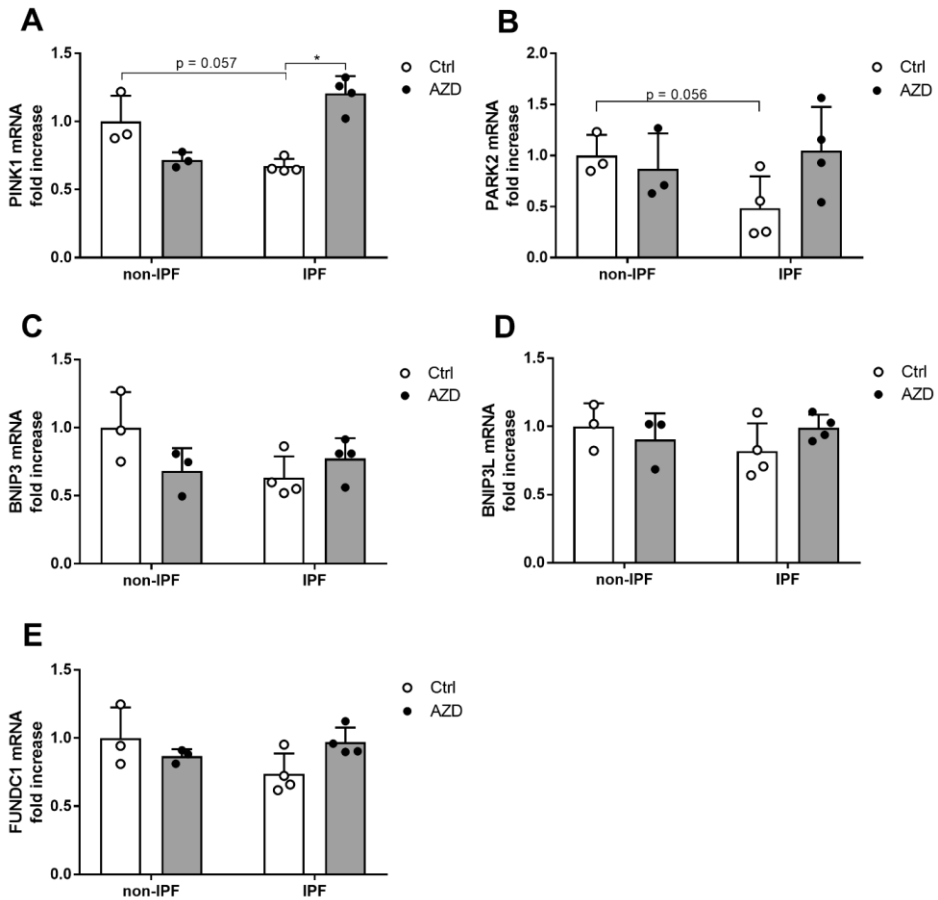 A
PINK1 mRNA
fold increase
1.5
1.0
0.5
0.0
p = 0.057
*
Ctrl
AZD
non-IPF
IPF
B
PARK2 mRNA
fold increase
2.0
1.5
1.0
0.5
0.0
p = 0.056
Ctrl
AZD
non-IPF
IPF
C
BNIP3 mRNA
fold increase
1.5
1.0
0.5
0.0
Ctrl
AZD
non-IPF
IPF
D
BNIP3L mRNA
fold increase
1.5
1.0
0.5
0.0
Ctrl
AZD
non-IPF
IPF
E
FUNDC1 mRNA
fold increase
1.5
1.0
0.5
0.0
Ctrl
AZD
non-IPF
IPF